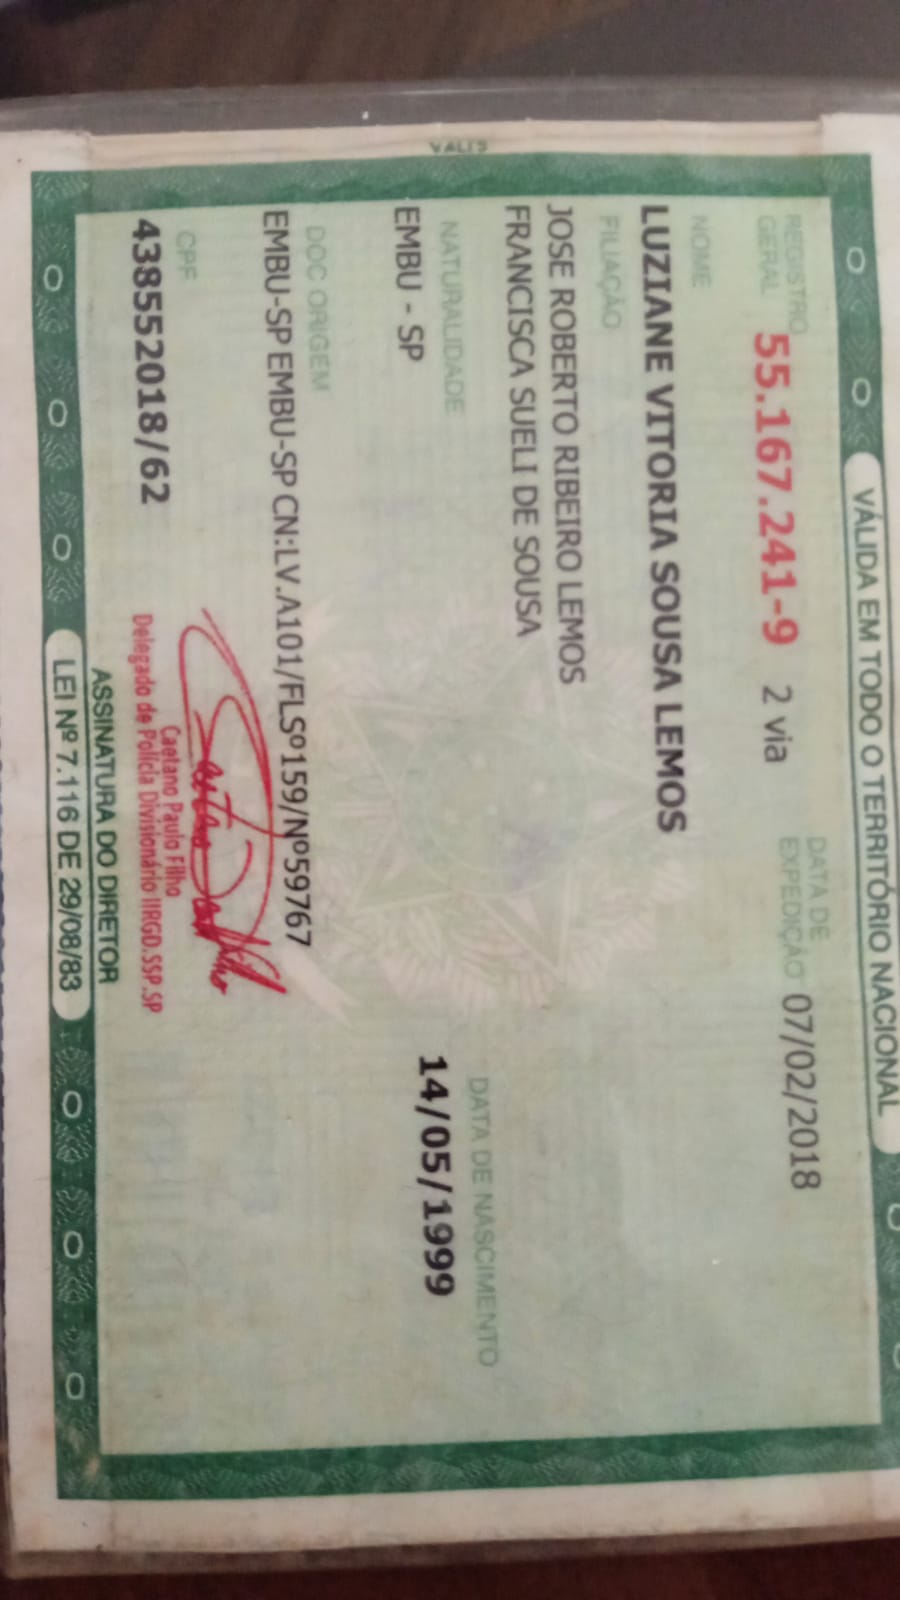 VÁLIDA EM TODO O TERRITÓRIO NACIONAL
REGISTRO GERAL 55.167.241-9 2 via DATA DE EXPEDIÇÃO 07/02/2018
NOME
LUZIANE VITORIA SOUSA LEMOS
FILIAÇÃO
JOSE ROBERTO RIBEIRO LEMOS
FRANCISCA SUELI DE SOUSA
NATURALIDADE DATA DE NASCIMENTO
EMBU - SP 14/05/1999
DOC ORIGEM
EMBU-SP EMBU-SP CN:LV.A101/FLSº159/Nº59767
CPF
438552018/62
Caetano Paulo Filho
Delegado de Polícia Divisionário IIRGD.SSP.SP
ASSINATURA DO DIRETOR
LEI Nº 7.116 DE 29/08/83